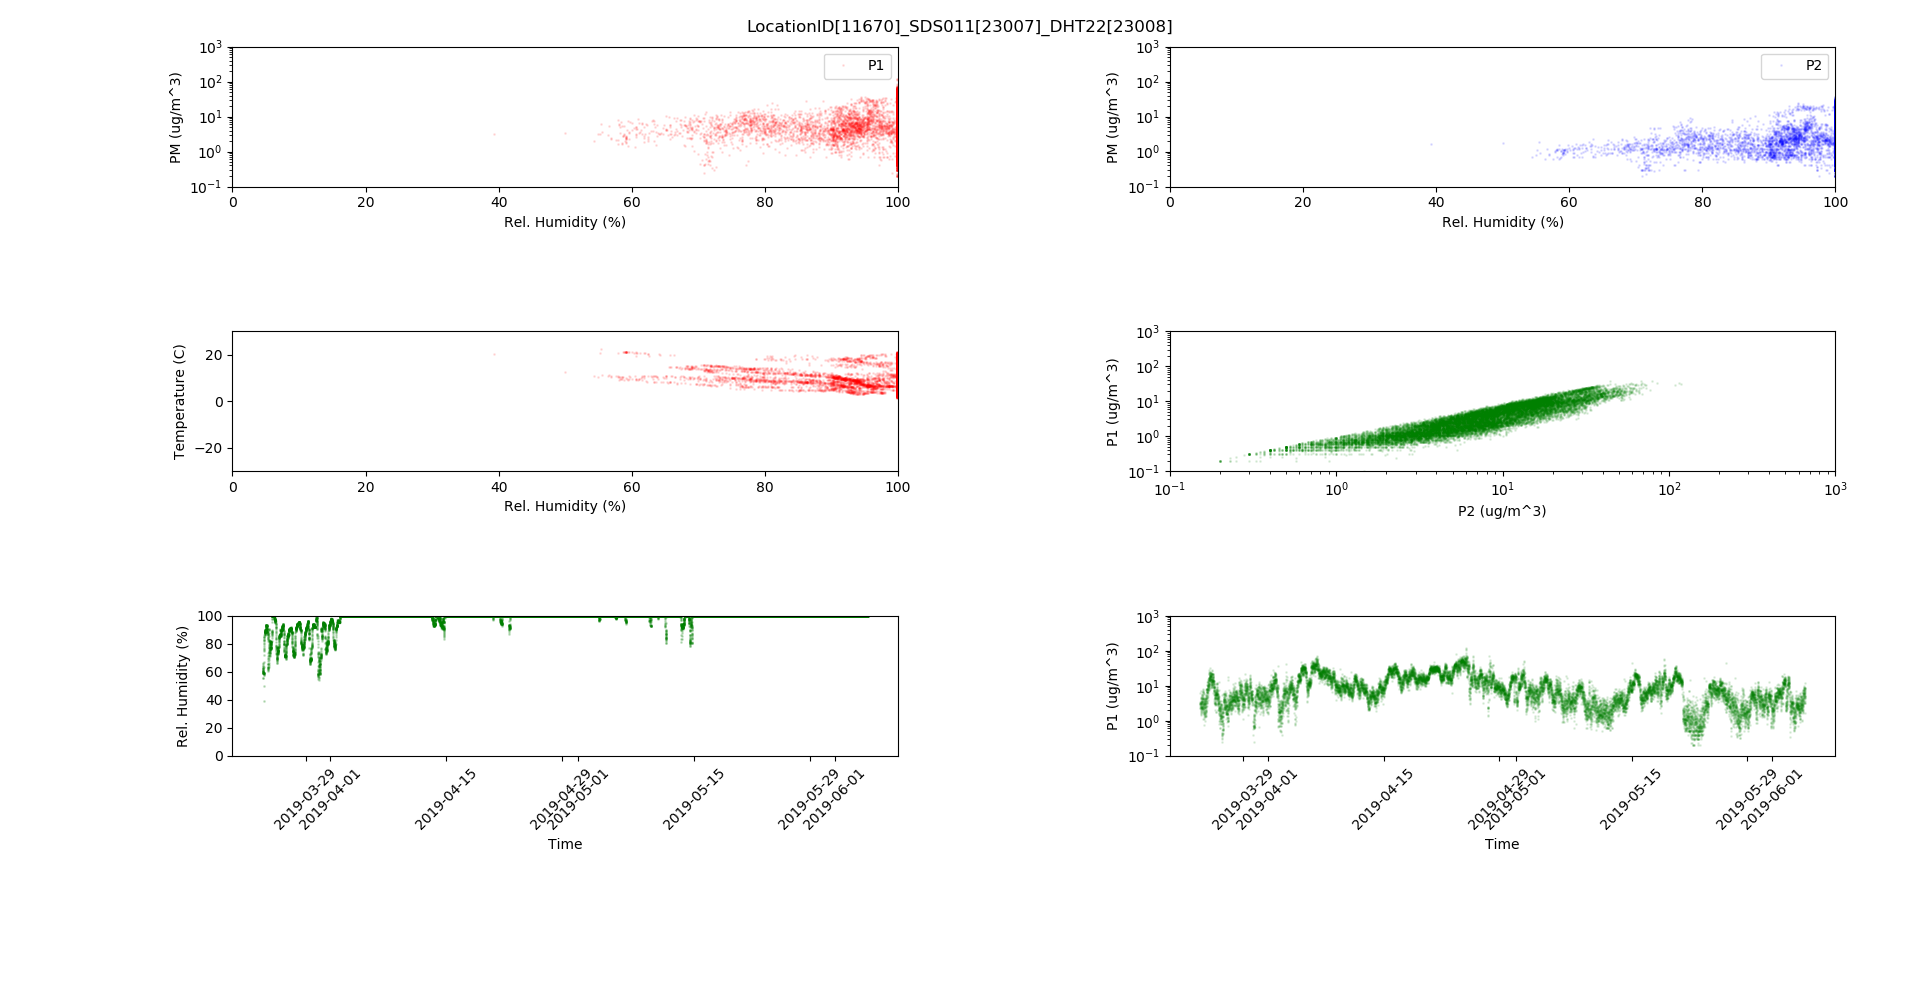 LocationID[11670]_SDS011[23007]_DHT22[23008]
10^3
10^2
10^1
10^0
10^-1
PM (ug/m^3)
P1
0 20 40 60 80 100
Rel. Humidity (%)
10^3
10^2
10^1
10^0
10^-1
PM (ug/m^3)
P2
0 20 40 60 80 100
Rel. Humidity (%)
20
0
−20
Temperature (C)
0 20 40 60 80 100
Rel. Humidity (%)
10^3
10^2
10^1
10^0
10^-1
P1 (ug/m^3)
10^-1 10^0 10^1 10^2 10^3
P2 (ug/m^3)
100
80
60
40
20
0
Rel. Humidity (%)
2019-03-29 2019-04-01 2019-04-15 2019-04-29 2019-05-01 2019-05-15 2019-05-29 2019-06-01
Time
10^3
10^2
10^1
10^0
10^-1
P1 (ug/m^3)
2019-03-29 2019-04-01 2019-04-15 2019-04-29 2019-05-01 2019-05-15 2019-05-29 2019-06-01
Time